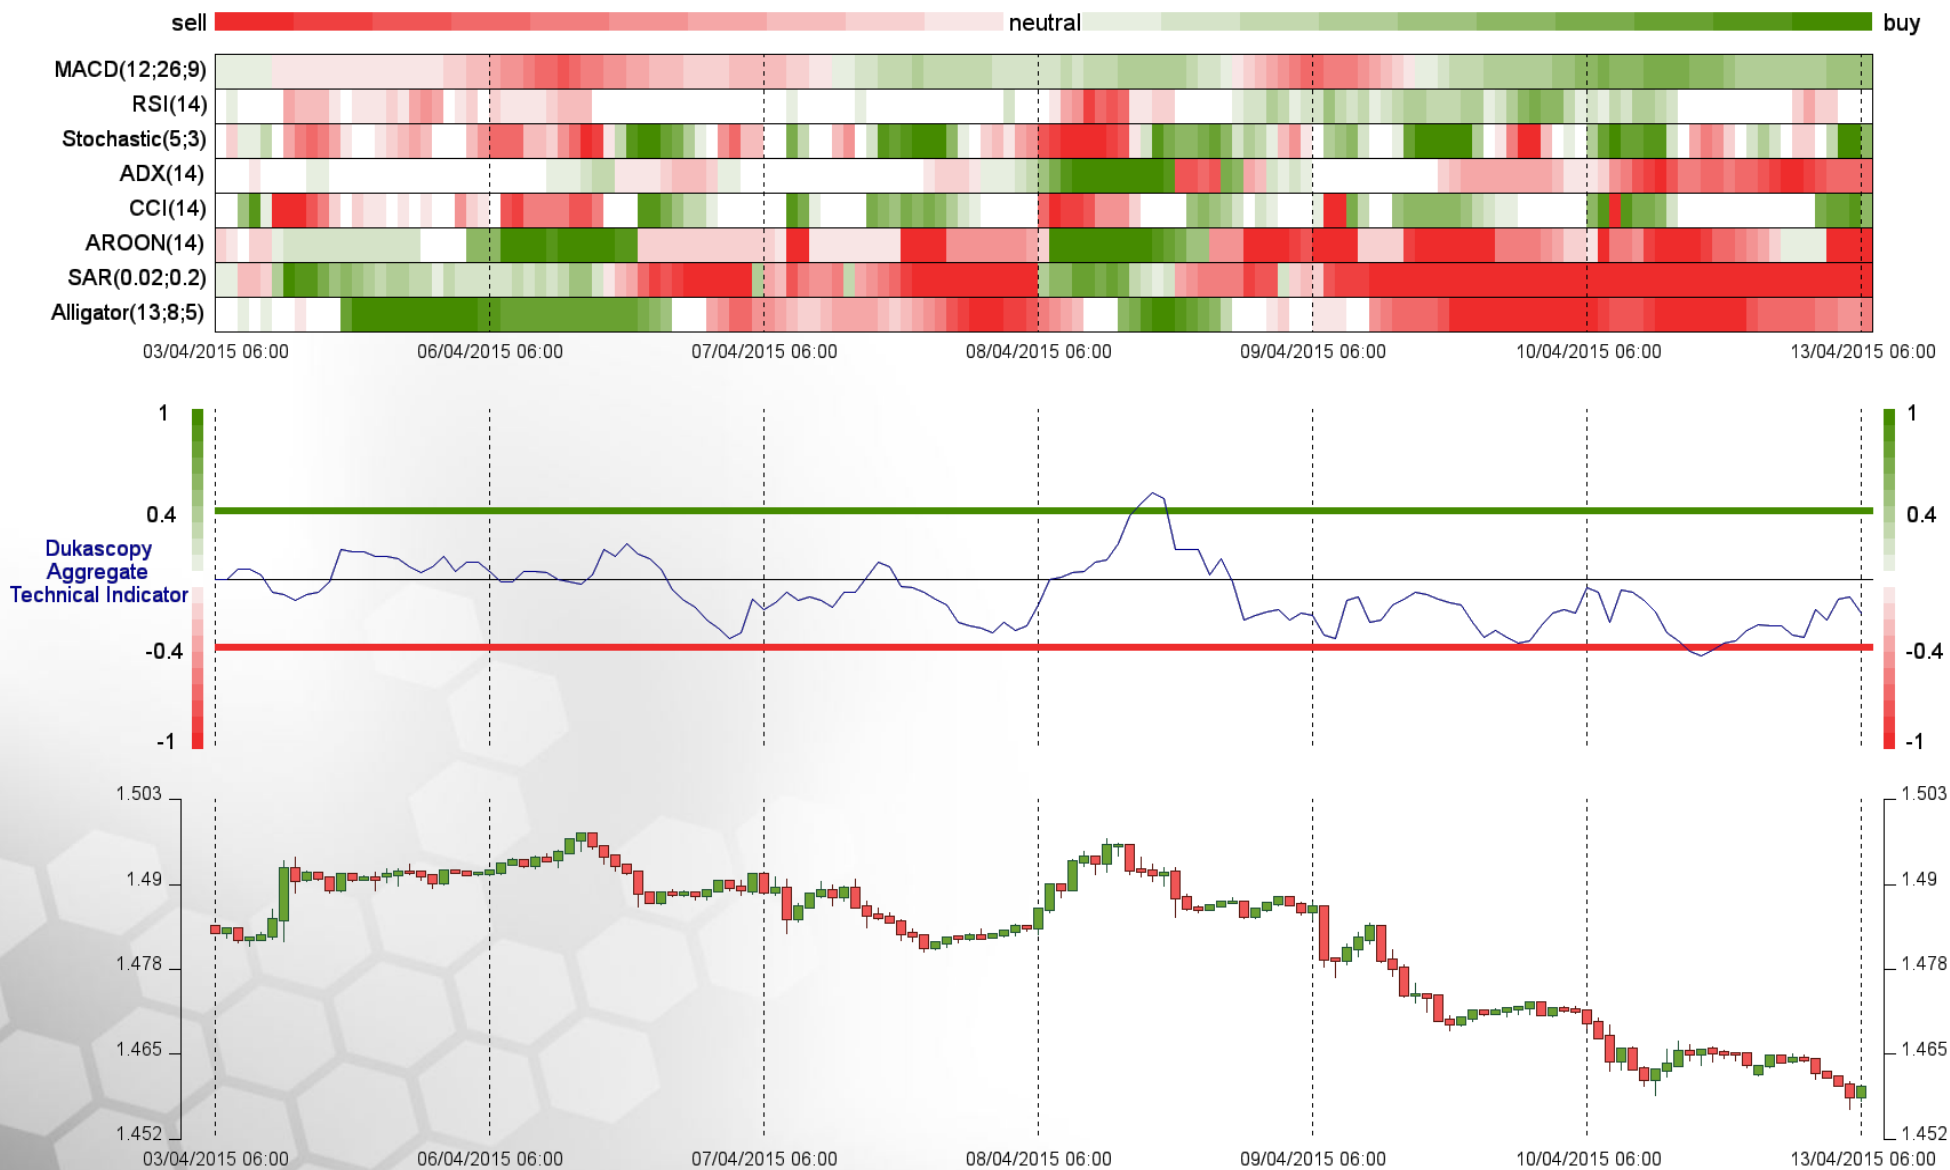 sell neutral buy
MACD(12;26;9)
RSI(14)
Stochastic(5;3)
ADX(14)
CCI(14)
AROON(14)
SAR(0.02;0.2)
Alligator(13;8;5)
03/04/2015 06:00 06/04/2015 06:00 07/04/2015 06:00 08/04/2015 06:00 09/04/2015 06:00 10/04/2015 06:00 13/04/2015 06:00
1 1
0.4 0.4
Dukascopy
Aggregate
Technical Indicator
-0.4 -0.4
-1 -1
1.503 1.503
1.49 1.49
1.478 1.478
1.465 1.465
1.452 1.452
03/04/2015 06:00 06/04/2015 06:00 07/04/2015 06:00 08/04/2015 06:00 09/04/2015 06:00 10/04/2015 06:00 13/04/2015 06:00